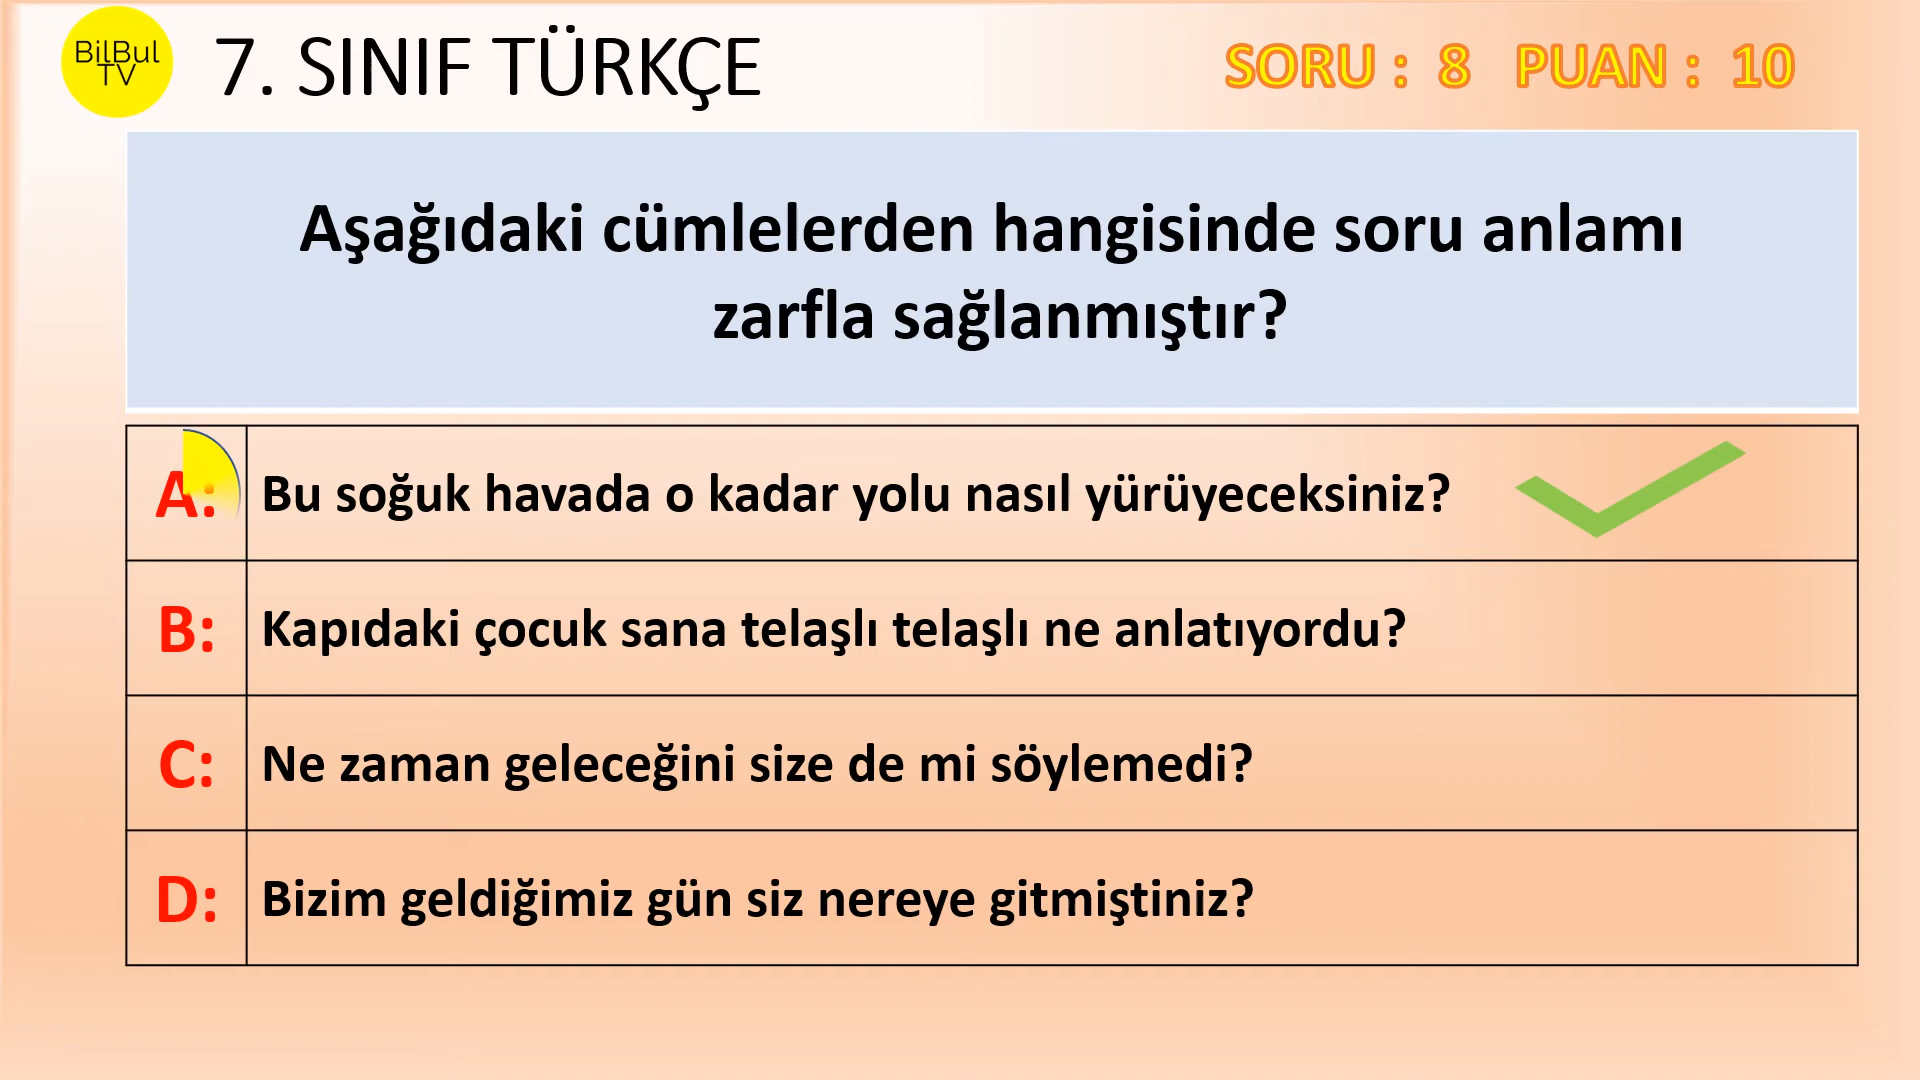 BilBul
TV
7. SINIF TÜRKÇE
SORU : 8 PUAN : 10
Aşağıdaki cümlelerden hangisinde soru anlamı
zarfla sağlanmıştır?
A: Bu soğuk havada o kadar yolu nasıl yürüyeceksiniz?
B: Kapıdaki çocuk sana telaşlı telaşlı ne anlatıyordu?
C: Ne zaman geleceğini size de mi söylemedi?
D: Bizim geldiğimiz gün siz nereye gitmiştiniz?